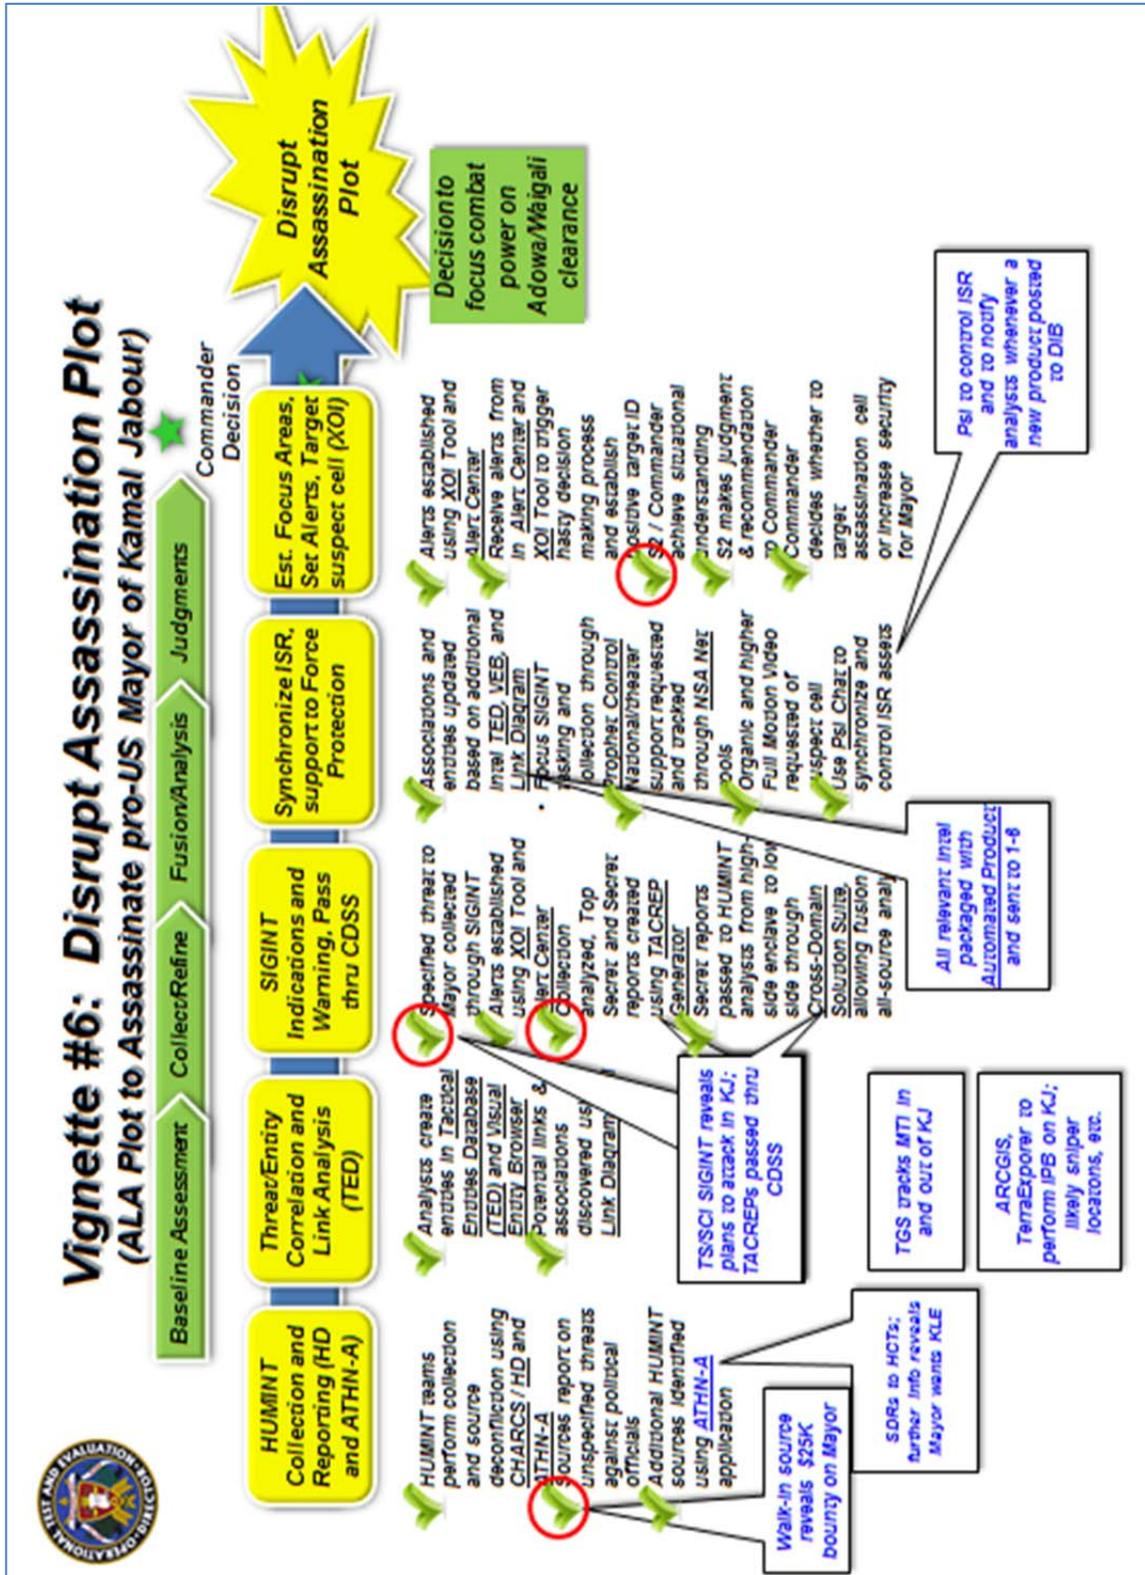 Vignette #6: Disrupt Assassination Plot
(ALA Plot to Assassinate pro-US Mayor of Kamal Jabour)
Baseline Assessment
Collect/Refine
Fusion/Analysis
Judgments
Commander
Decision
HUMINT
Collection and
Reporting (HD
and ATHN-A)
Threat/Entity
Correlation and
Link Analysis
(TED)
SIGINT
Indications and
Warning, Pass
thru CDSS
Synchronize ISR,
support to Force
Protection
Est. Focus Areas,
Set Alerts, Target
suspect cell (XOI)
Disrupt
Assassination
Plot
Decision to
focus combat
power on
Adowa/Waigali
clearance
HUMINT teams
perform collection
and source
deconfliction using
CHARCS / HD and
ATHN-A
Sources report on
unspecified threats
against political
officials
Additional HUMINT
sources identified
using ATHN-A
application
Analysts create
entities in Tactical
Entities Database
(TED) and Visual
Entity Browser
Potential links &
associations
discovered
Link Diagram
Specified threat to
Mayor collected
through SIGINT
Alerts established
using XOI Tool and
Alert Center
Collection
analyzed, Top
Secret and Secret
reports created
using TACREP
Generator
Secret reports
passed to HUMINT
analysts from high-
side enclave to low
side through
Cross-Domain
Solution Suite,
allowing fusion
all-source
Associations and
entities updated
based on additional
Intel TED, VEB, and
Link Diagram
• Focus SIGINT
tasking and
collection through
Prophet Control
National/theater
support requested
and tracked
through NSA Net
tools
Organic and higher
Full Motion Video
requested of
suspect cell
Use Psi Chat to
synchronize and
control ISR assets
Alerts established
using XOI Tool and
Alert Center
Receive alerts from
in Alert Center and
XOI Tool to trigger
hasty decision
making process
and establish
positive target ID
S2 / Commander
achieve situational
understanding
S2 makes judgment
& recommendation
to Commander
Commander
decides whether to
target
assassination cell
or increase security
for Mayor
Walk-in source
reveals $25K
bounty on Mayor
SDRs to HCTs;
further Info reveals
Mayor wants KLE
TS/SCI SIGINT reveals
plans to attack in KJ;
TACREPs passed thru
CDSS
TGS tracks MTI in
and out of KJ
ARCGIS,
TerraExporer to
perform IPB on KJ;
likely sniper
locatons, etc.
All relevant Intel
packaged with
Automated Product
and sent to 1-6
Psi to control ISR
and to notify
analysts whenever a
new product posted
to DIB
OPERATIONAL TEST AND EVALUATION
DIRECTOR